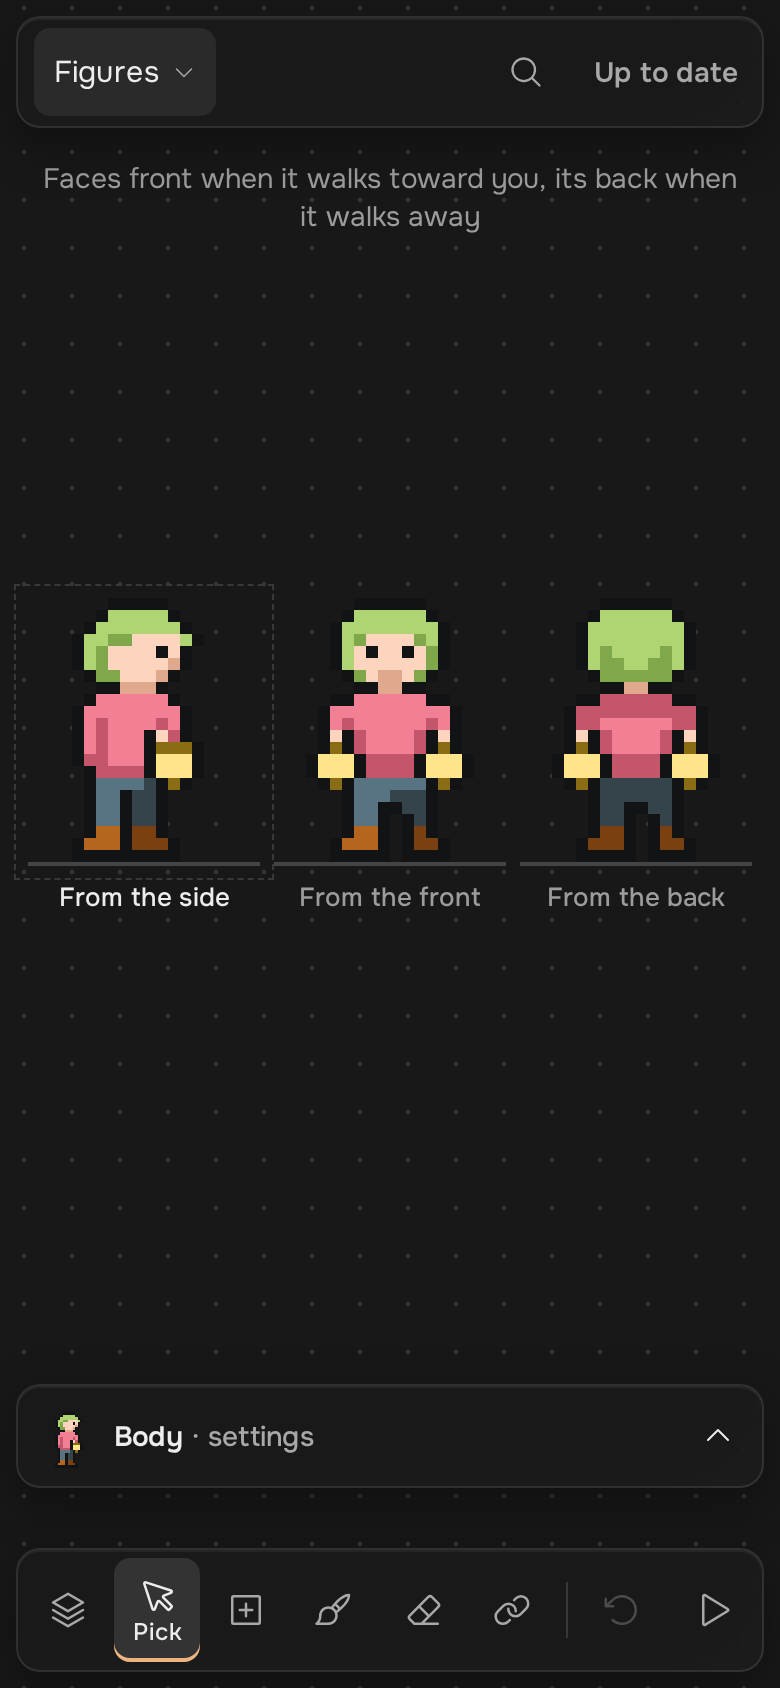 Figures
Up to date
Faces front when it walks toward you, its back when
it walks away
From the side
From the front
From the back
Body · settings
Pick